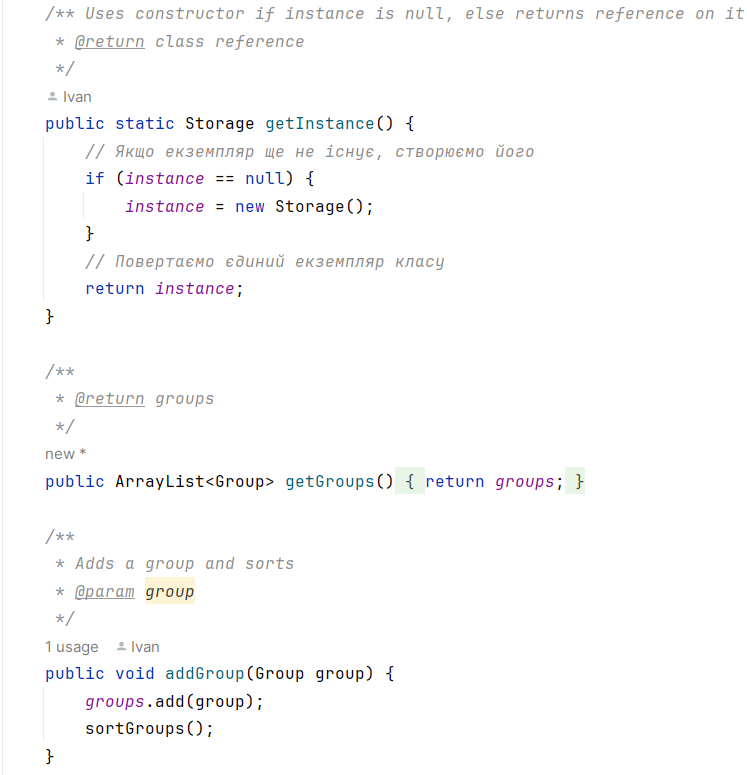 /** Uses constructor if instance is null, else returns reference on it
 * @return class reference
 */
Ivan
public static Storage getInstance() {
    // Якщо екземпляр ще не існує, створюємо його
    if (instance == null) {
        instance = new Storage();
    }
    // Повертаємо єдиний екземпляр класу
    return instance;
}

/**
 * @return groups
 */
new *
public ArrayList<Group> getGroups() { return groups; }

/**
 * Adds a group and sorts
 * @param group
 */
1 usage Ivan
public void addGroup(Group group) {
    groups.add(group);
    sortGroups();
}